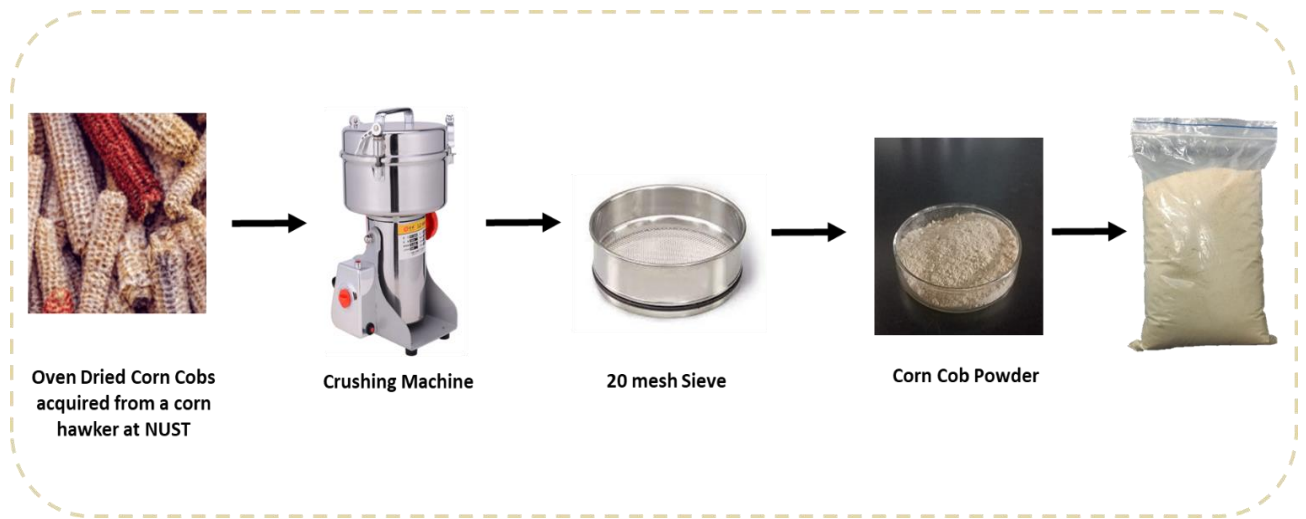 Oven Dried Corn Cobs
acquired from a corn
hawker at NUST
Crushing Machine
20 mesh Sieve
Corn Cob Powder